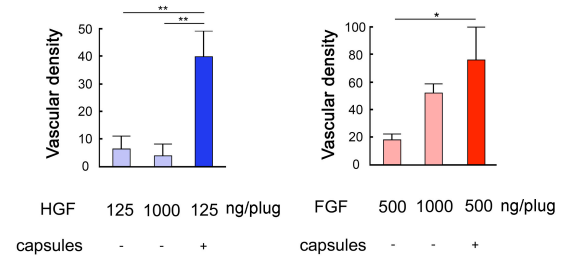 **
**
50
40
30
20
10
0
Vascular density
HGF 125 1000 125 ng/plug
capsules - - +
*
100
80
60
40
20
0
Vascular density
FGF 500 1000 500 ng/plug
capsules - - +